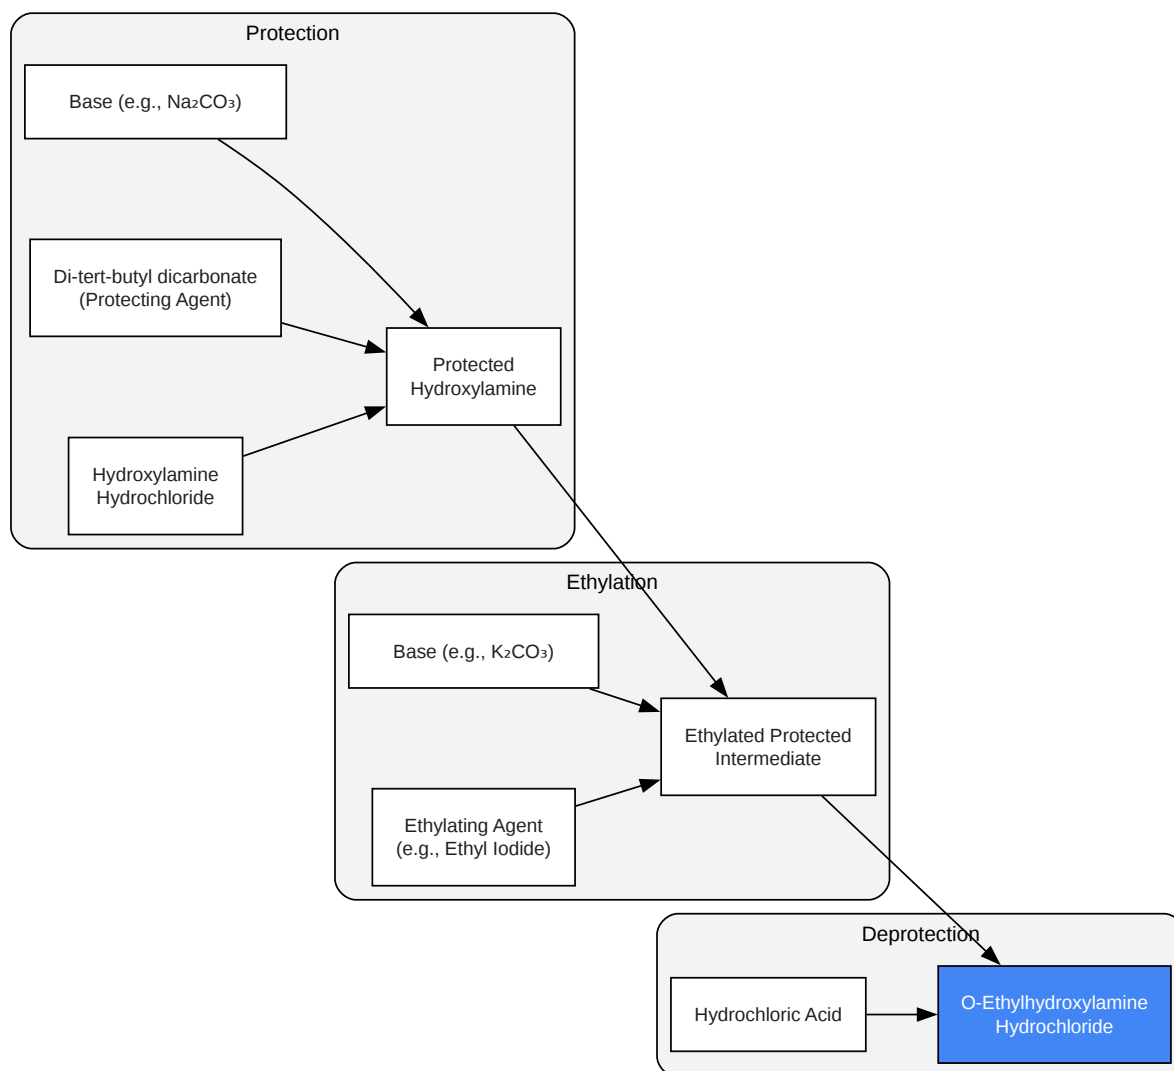 Protection
Base (e.g., Na₂CO₃)
Di-tert-butyl dicarbonate
(Protecting Agent)
Protected
Hydroxylamine
Hydroxylamine
Hydrochloride
Ethylation
Base (e.g., K₂CO₃)
Ethylated Protected
Intermediate
Ethylating Agent
(e.g., Ethyl Iodide)
Deprotection
Hydrochloric Acid
O-Ethylhydroxylamine
Hydrochloride